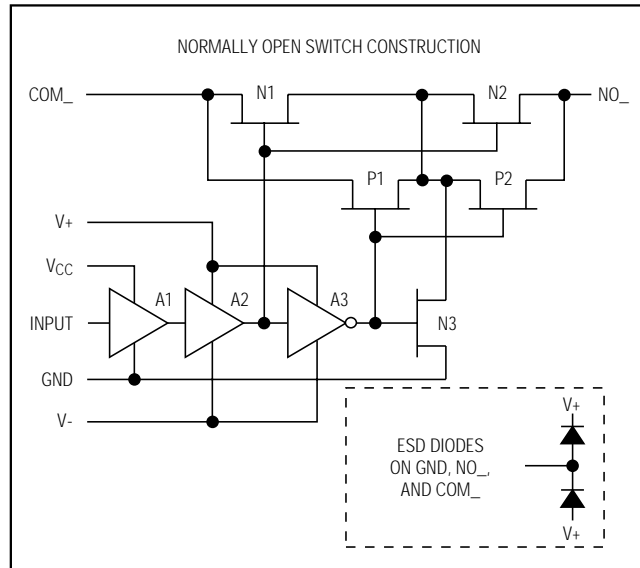 NORMALLY OPEN SWITCH CONSTRUCTION
COM_
N1
N2
NO_
P1
P2
V+
VCC
A1
A2
A3
INPUT
N3
GND
V-
V+
ESD DIODES
ON GND, NO_,
AND COM_
V+